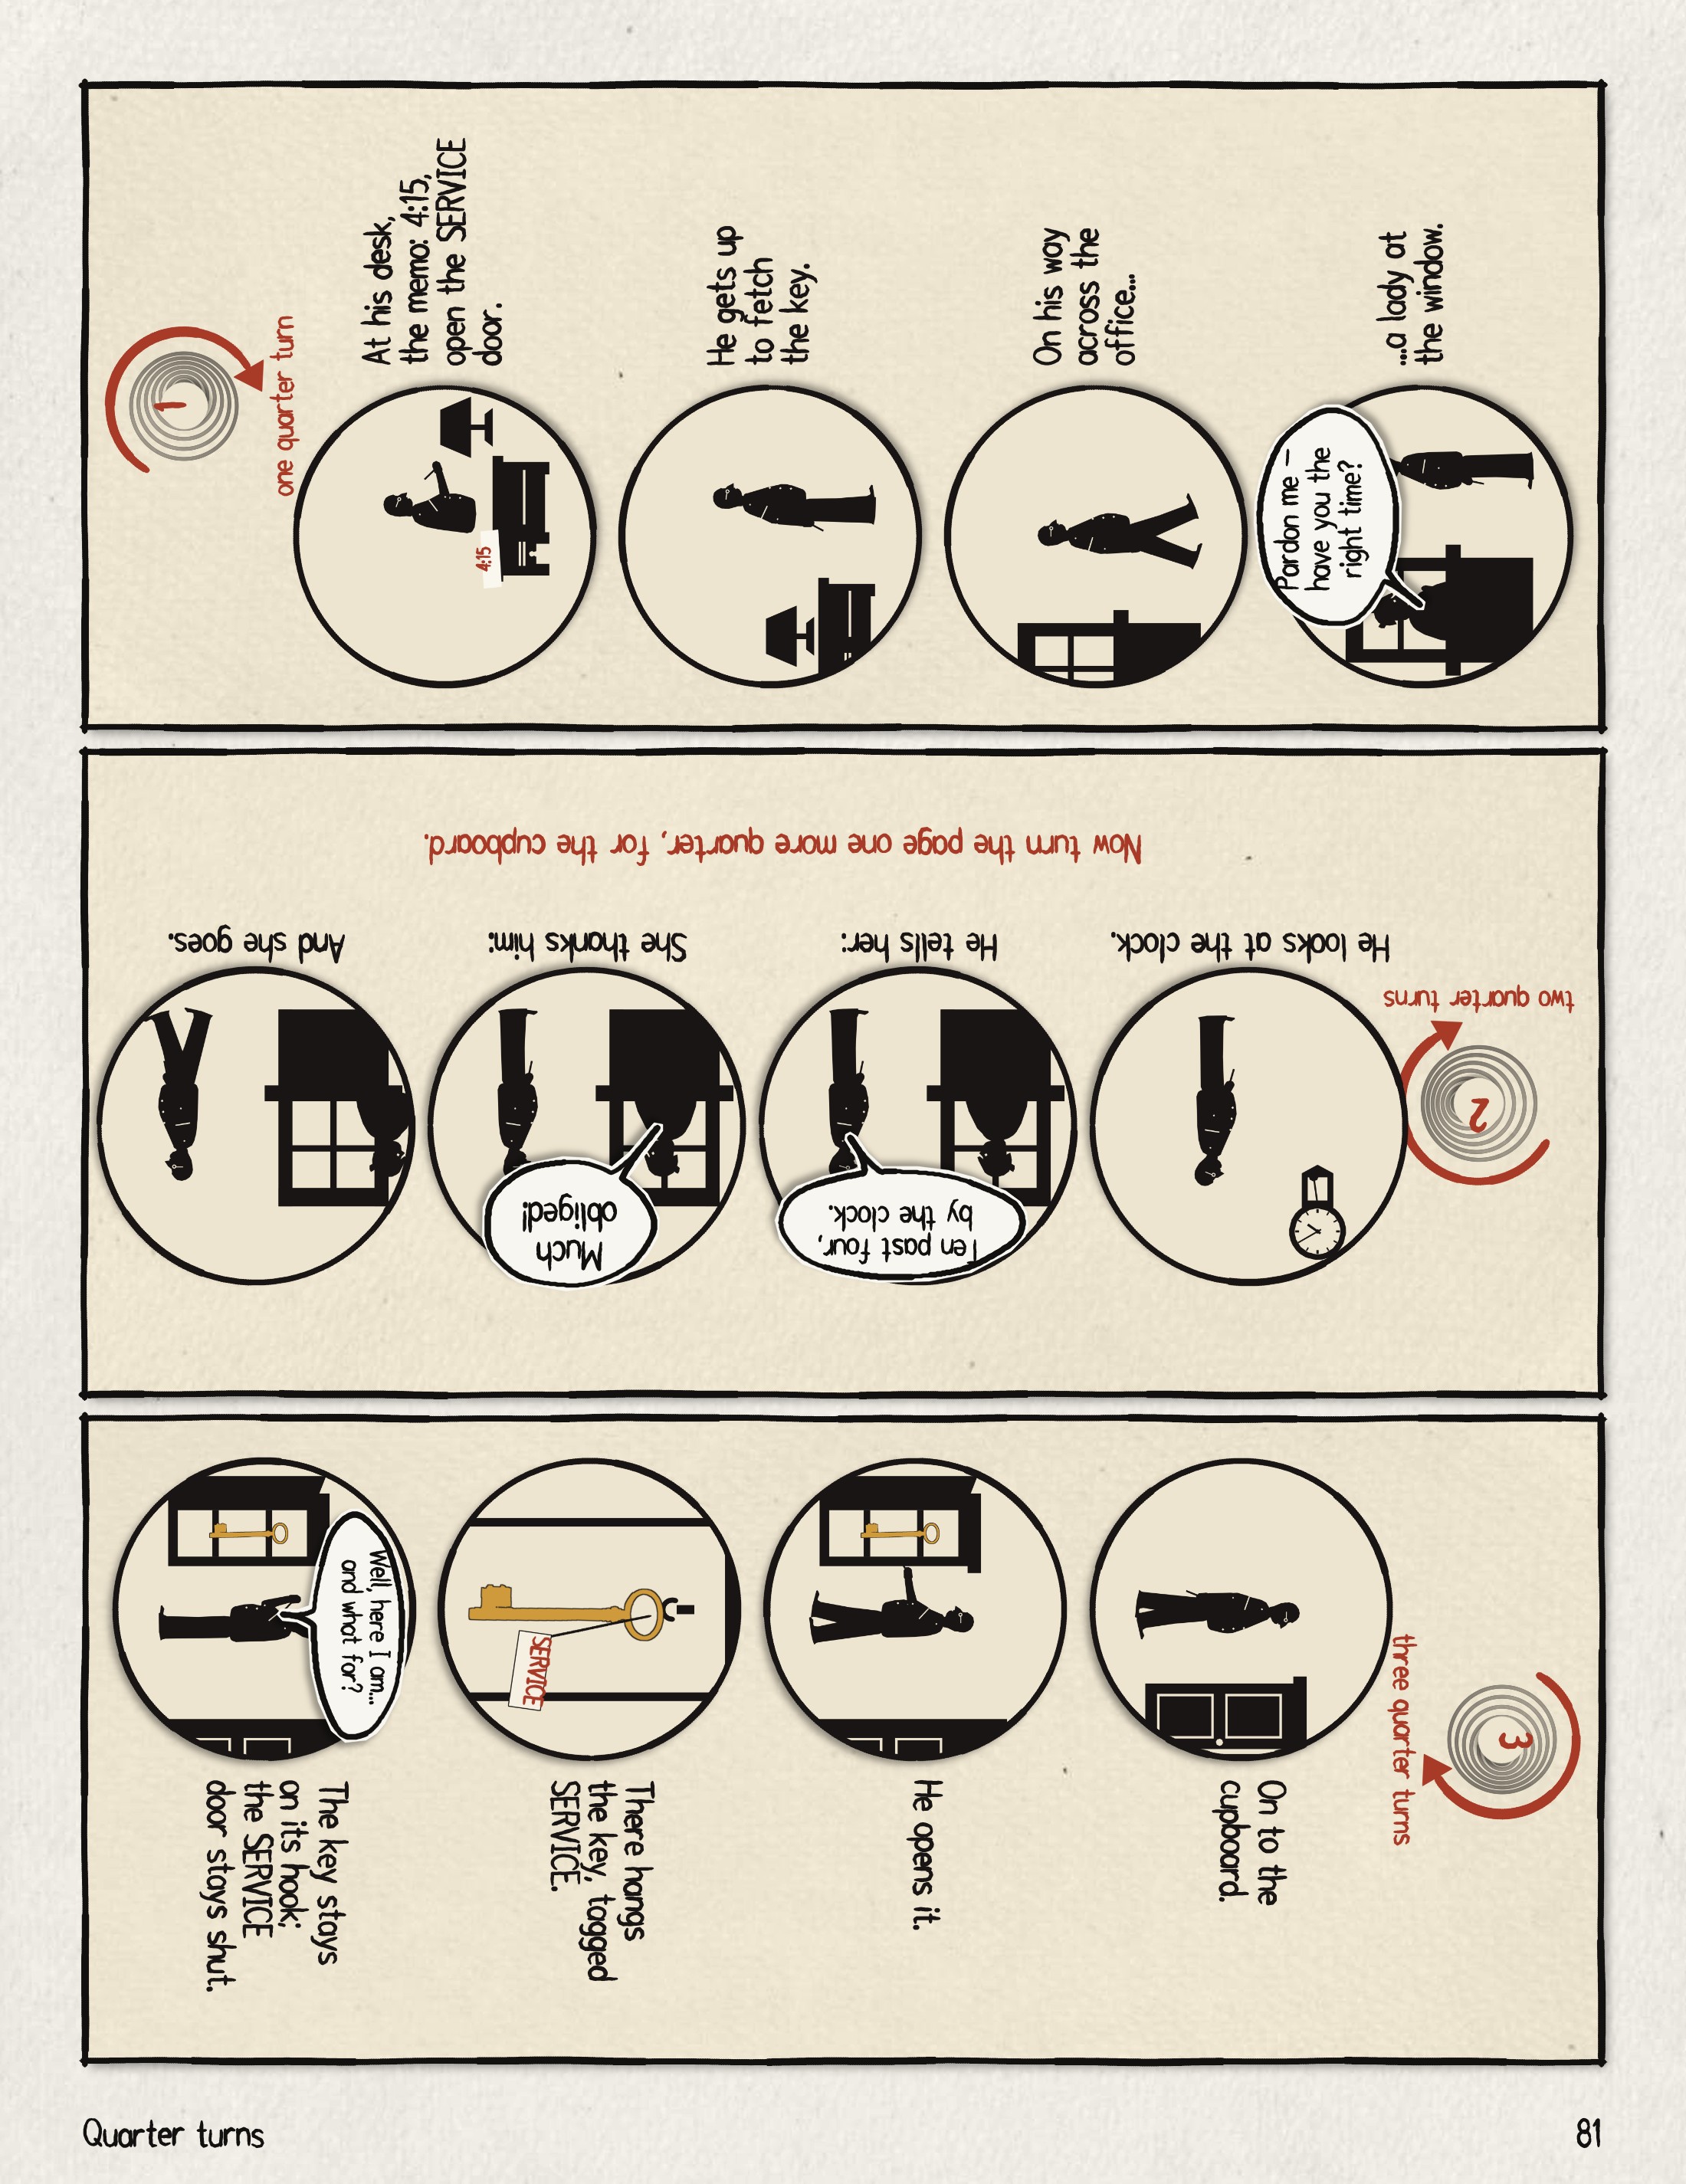 1
one quarter turn
At his desk,
the memo: 4:15,
open the SERVICE
door.
4:15
He gets up
to fetch
the key.
On his way
across the
office...
...a lady at
the window.
Pardon me –
have you the
right time?
2
two quarter turns
He looks at the clock.
He tells her:
Ten past four,
by the clock.
She thanks him:
Much
obliged!
And she goes.
Now turn the page one more quarter, for the cupboard.
3
three quarter turns
On to the
cupboard.
He opens it.
There hangs
the key, tagged
SERVICE.
SERVICE
The key stays
on its hook;
the SERVICE
door stays shut.
Well, here I am...
and what for?
Quarter turns
81